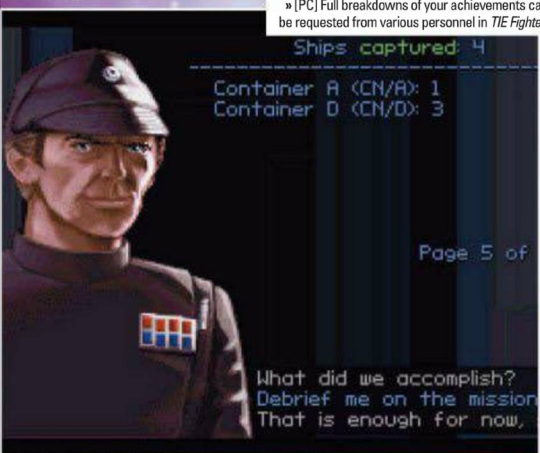 » [PC] Full breakdowns of your achievements ca
be requested from various personnel in TIE Fighte
Ships captured: 4
Container A (CN/A): 1
Container D (CN/D): 3
Page 5 of
What did we accomplish?
Debrief me on the mission
That is enough for now,